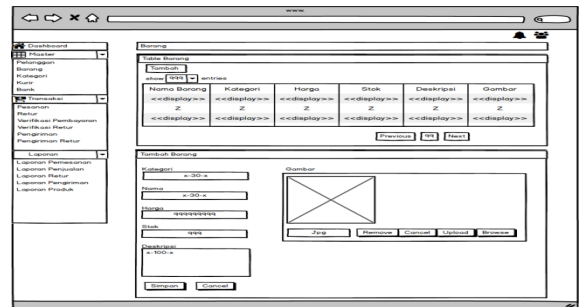 www
Dashboard
Barang
Master
Pelanggan
Barang
Kategori
Kurir
Bank
Transaksi
Pesanan
Retur
Verifikasi Pembayaran
Verifikasi Retur
Pengiriman
Pengiriman Retur
Laporan
Laporan Pemesanan
Laporan Penjualan
Laporan Retur
Laporan Pengiriman
Laporan Produk
Table Barang
Tambah
show 999 entries
Nama Barang Kategori Harga Stok Deskripsi Gambar
<<display>> <<display>> <<display>> <<display>> <<display>> <<display>>
Z Z Z Z Z Z
<<display>> <<display>> <<display>> <<display>> <<display>> <<display>>
Previous 99 Next
Tambah Barang
Kategori
x-30-x
Nama
x-30-x
Harga
999999999
Stok
999
Deskripsi
x-100-x
Simpan Cancel
Gambar
Jpg Remove Cancel Upload Browse